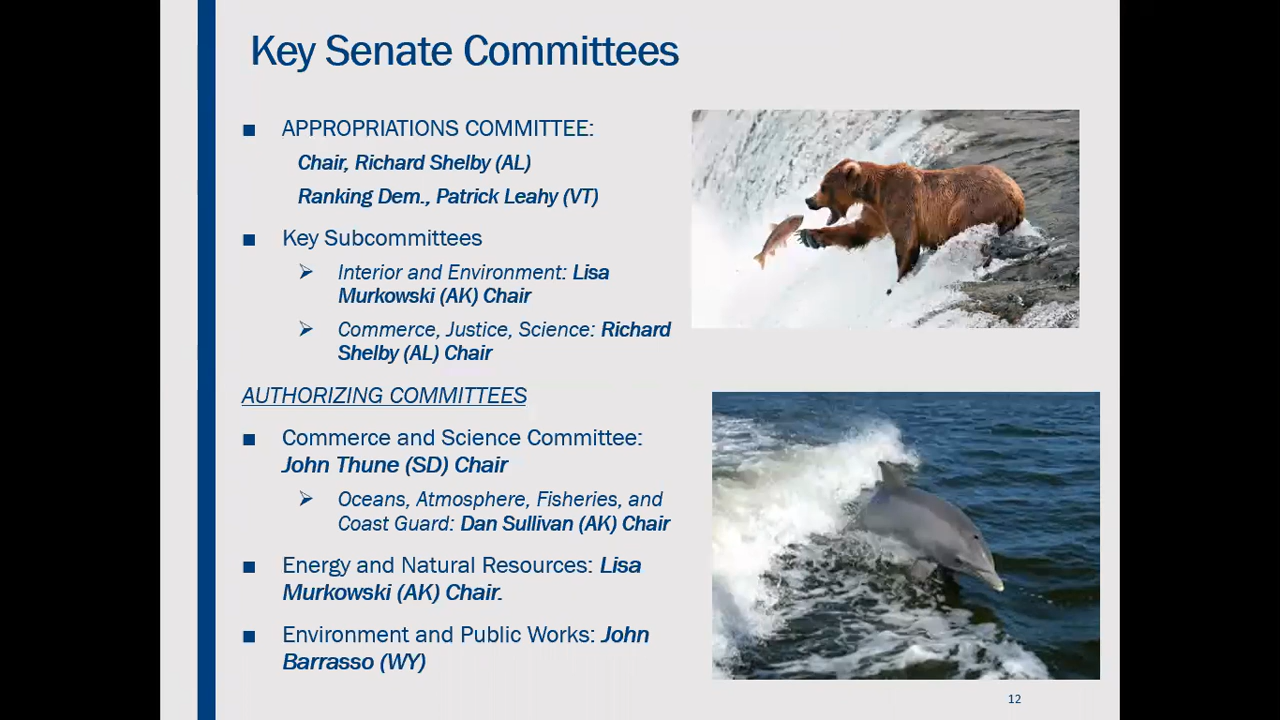 Key Senate Committees
■ APPROPRIATIONS COMMITTEE:
Chair, Richard Shelby (AL)
Ranking Dem., Patrick Leahy (VT)
■ Key Subcommittees
➢ Interior and Environment: Lisa
Murkowski (AK) Chair
➢ Commerce, Justice, Science: Richard
Shelby (AL) Chair
AUTHORIZING COMMITTEES
■ Commerce and Science Committee:
John Thune (SD) Chair
➢ Oceans, Atmosphere, Fisheries, and
Coast Guard: Dan Sullivan (AK) Chair
■ Energy and Natural Resources: Lisa
Murkowski (AK) Chair.
■ Environment and Public Works: John
Barrasso (WY)
12